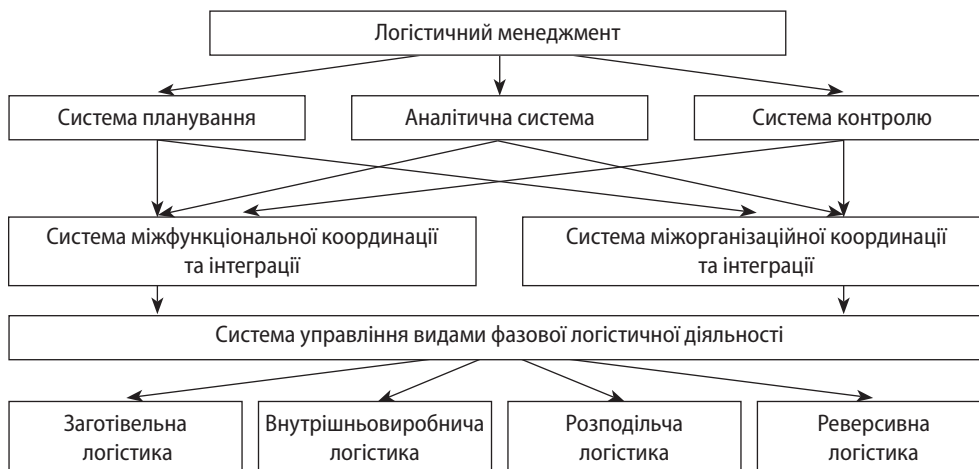 Логістичний менеджмент
Система планування
Аналітична система
Система контролю
Система міжфункціональної координації
та інтеграції
Система міжорганізаційної координації
та інтеграції
Система управління видами фазової логістичної діяльності
Заготівельна
логістика
Внутрішньовиробнича
логістика
Розподільча
логістика
Реверсивна
логістика